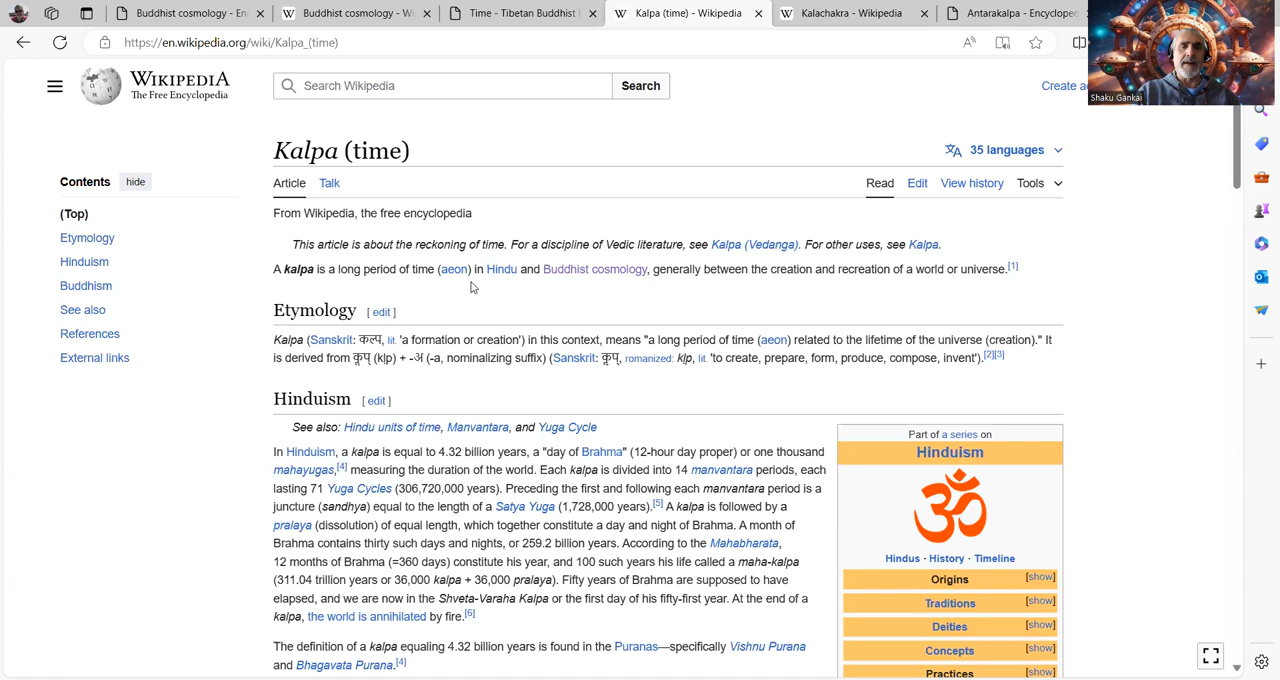 Buddhist cosmology - En
Buddhist cosmology - Wi
Time - Tibetan Buddhist
Kalpa (time) - Wikipedia
Kalachakra - Wikipedia
Antarakalpa - Encycloped
https://en.wikipedia.org/wiki/Kalpa_(time)
Shaku Gankai
WIKIPEDIA
The Free Encyclopedia
Search Wikipedia
Search
Create a
Kalpa (time)
35 languages
Contents
hide
Article
Talk
Read
Edit
View history
Tools
(Top)
Etymology
Hinduism
Buddhism
See also
References
External links
From Wikipedia, the free encyclopedia
This article is about the reckoning of time. For a discipline of Vedic literature, see Kalpa (Vedanga). For other uses, see Kalpa.
A kalpa is a long period of time (aeon) in Hindu and Buddhist cosmology, generally between the creation and recreation of a world or universe.[1]
Etymology [ edit ]
Kalpa (Sanskrit: कल्प, lit. 'a formation or creation') in this context, means "a long period of time (aeon) related to the lifetime of the universe (creation)." It
is derived from कॢप् (kḷp) + -अ (-a, nominalizing suffix) (Sanskrit: कॢप्, romanized: kḷp, lit. 'to create, prepare, form, produce, compose, invent').[2][3]
Hinduism [ edit ]
See also: Hindu units of time, Manvantara, and Yuga Cycle
In Hinduism, a kalpa is equal to 4.32 billion years, a "day of Brahma" (12-hour day proper) or one thousand
mahayugas,[4] measuring the duration of the world. Each kalpa is divided into 14 manvantara periods, each
lasting 71 Yuga Cycles (306,720,000 years). Preceding the first and following each manvantara period is a
juncture (sandhya) equal to the length of a Satya Yuga (1,728,000 years).[5] A kalpa is followed by a
pralaya (dissolution) of equal length, which together constitute a day and night of Brahma. A month of
Brahma contains thirty such days and nights, or 259.2 billion years. According to the Mahabharata,
12 months of Brahma (=360 days) constitute his year, and 100 such years his life called a maha-kalpa
(311.04 trillion years or 36,000 kalpa + 36,000 pralaya). Fifty years of Brahma are supposed to have
elapsed, and we are now in the Shveta-Varaha Kalpa or the first day of his fifty-first year. At the end of a
kalpa, the world is annihilated by fire.[6]
The definition of a kalpa equaling 4.32 billion years is found in the Puranas—specifically Vishnu Purana
and Bhagavata Purana.[4]
Part of a series on
Hinduism
ॐ
Hindus · History · Timeline
Origins [show]
Traditions [show]
Deities [show]
Concepts [show]
Practices [show]